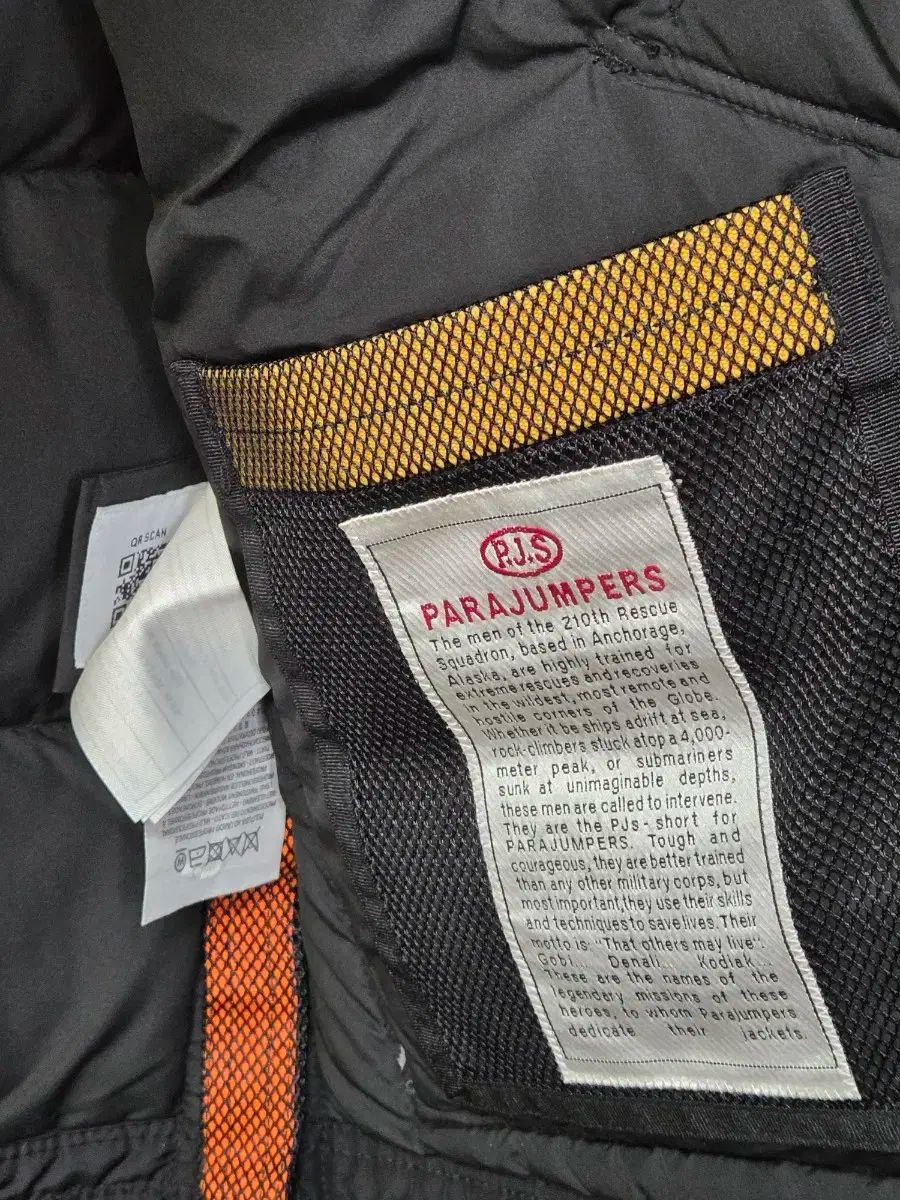 P.J.S
PARAJUMPERS
The men of the 210th Rescue
Squadron, based in Anchorage,
Alaska, are highly trained for
extreme rescues and recoveries
in the wildest, most remote and
hostile corners of the Globe.
Whether it be ships adrift at sea,
rock-climbers stuck atop a 4,000-
meter peak, or submariners
sunk at unimaginable depths,
these men are called to intervene.
They are the PJs - short for
PARAJUMPERS. Tough and
courageous, they are better trained
than any other military corps, but
most important, they use their skills
and techniques to save lives. Their
motto is: "That others may live".
Gobi... Denali... Kodiak...
These are the names of the
legendary missions of these
heroes, to whom Parajumpers
dedicate their jackets.
QR SCAN